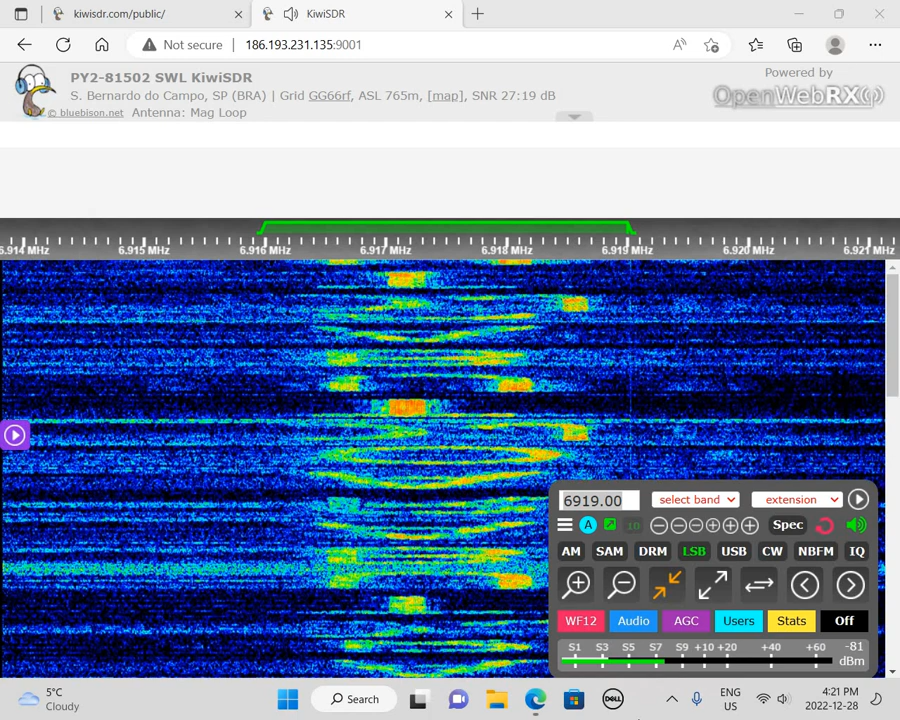 kiwisdr.com/public/
KiwiSDR
Not secure
186.193.231.135:9001
PY2-81502 SWL KiwiSDR
S. Bernardo do Campo, SP (BRA) | Grid GG66rf, ASL 765m, [map], SNR 27:19 dB
© bluebison.net Antenna: Mag Loop
Powered by
OpenWebRX
6.914 MHz 6.915 MHz 6.916 MHz 6.917 MHz 6.918 MHz 6.919 MHz 6.920 MHz 6.921 MHz
6919.00 select band extension
A 10 Spec
AM SAM DRM LSB USB CW NBFM IQ
WF12 Audio AGC Users Stats Off
S1 S3 S5 S7 S9 +10 +20 +40 +60 -81
dBm
5°C
Cloudy
Search
DELL
ENG
US
4:21 PM
2022-12-28